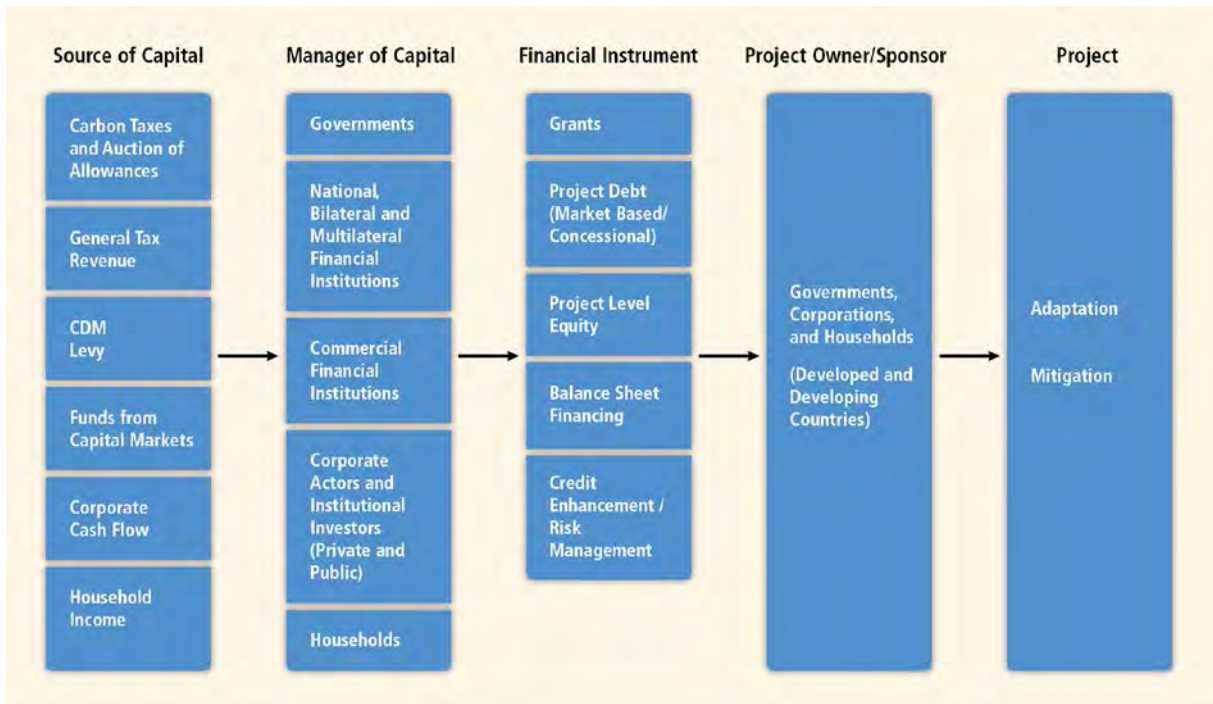 Source of Capital
Carbon Taxes
and Auction of
Allowances
General Tax
Revenue
CDM
Levy
Funds from
Capital Markets
Corporate
Cash Flow
Household
Income
Manager of Capital
Governments
National,
Bilateral and
Multilateral
Financial
Institutions
Commercial
Financial
Institutions
Corporate
Actors and
Institutional
Investors
(Private and
Public)
Households
Financial Instrument
Grants
Project Debt
(Market Based/
Concessional)
Project Level
Equity
Balance Sheet
Financing
Credit
Enhancement /
Risk
Management
Project Owner/Sponsor
Governments,
Corporations,
and Households
(Developed and
Developing
Countries)
Project
Adaptation
Mitigation